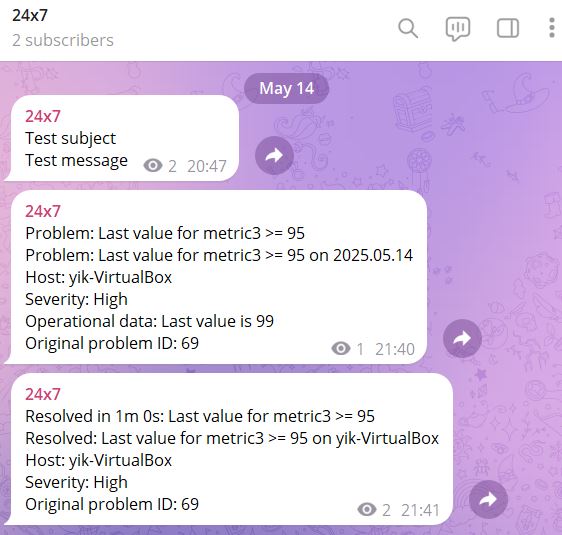 24x7
2 subscribers
May 14
24x7
Test subject
Test message
2 20:47
24x7
Problem: Last value for metric3 >= 95
Problem: Last value for metric3 >= 95 on 2025.05.14
Host: yik-VirtualBox
Severity: High
Operational data: Last value is 99
Original problem ID: 69
1 21:40
24x7
Resolved in 1m 0s: Last value for metric3 >= 95
Resolved: Last value for metric3 >= 95 on yik-VirtualBox
Host: yik-VirtualBox
Severity: High
Original problem ID: 69
2 21:41